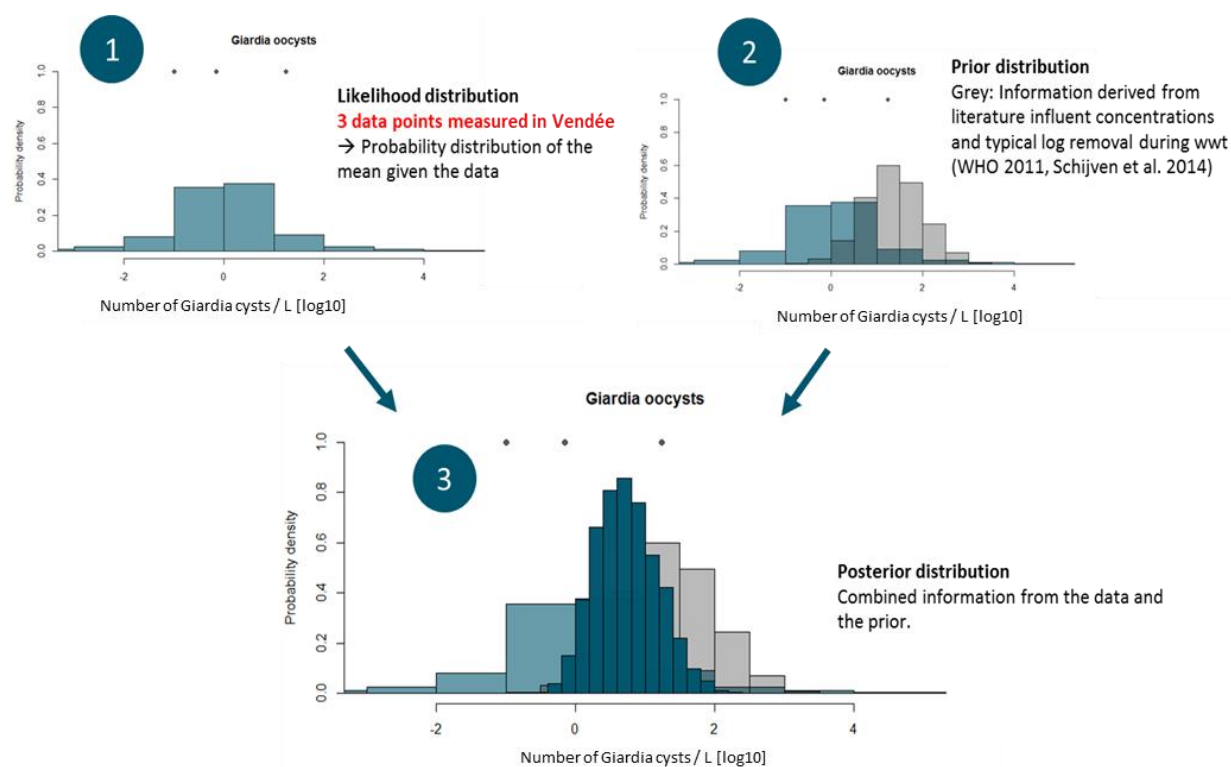 1
Giardia oocysts
1.0
0.8
0.6
0.4
0.2
0.0
Probability density
-2
0
2
4
Number of Giardia cysts / L [log10]
Likelihood distribution
3 data points measured in Vendée
→ Probability distribution of the
mean given the data
2
Giardia oocysts
1.0
0.8
0.6
0.4
0.2
0.0
Probability density
-2
0
2
4
Number of Giardia cysts / L [log10]
Prior distribution
Grey: Information derived from
literature influent concentrations
and typical log removal during wwt
(WHO 2011, Schijven et al. 2014)
3
Giardia oocysts
1.0
0.8
0.6
0.4
0.2
0.0
Probability density
-2
0
2
4
Number of Giardia cysts / L [log10]
Posterior distribution
Combined information from the data and
the prior.